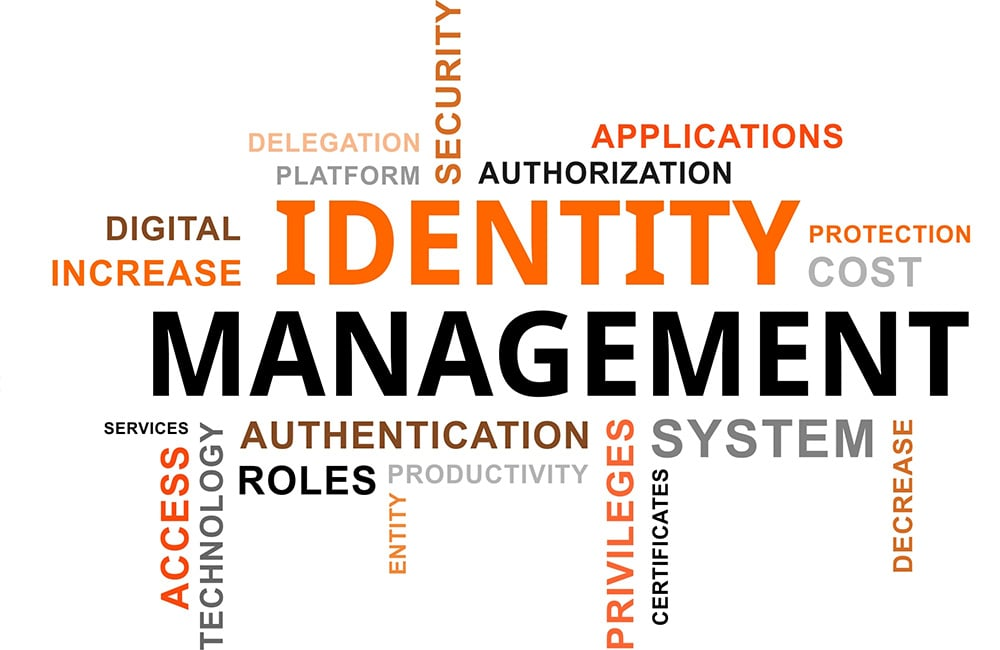 SECURITY
DELEGATION
APPLICATIONS
PLATFORM
AUTHORIZATION
DIGITAL
IDENTITY
PROTECTION
INCREASE
COST
MANAGEMENT
SERVICES
AUTHENTICATION
SYSTEM
ROLES
PRODUCTIVITY
ACCESS
TECHNOLOGY
ENTITY
PRIVILEGES
CERTIFICATES
DECREASE